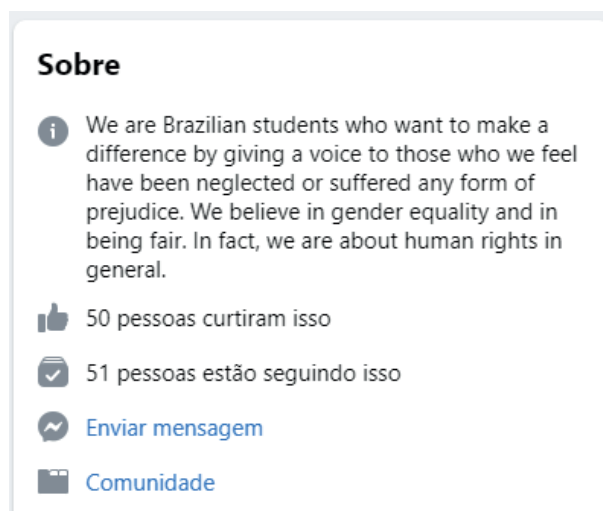 Sobre
We are Brazilian students who want to make a
difference by giving a voice to those who we feel
have been neglected or suffered any form of
prejudice. We believe in gender equality and in
being fair. In fact, we are about human rights in
general.
50 pessoas curtiram isso
51 pessoas estão seguindo isso
Enviar mensagem
Comunidade